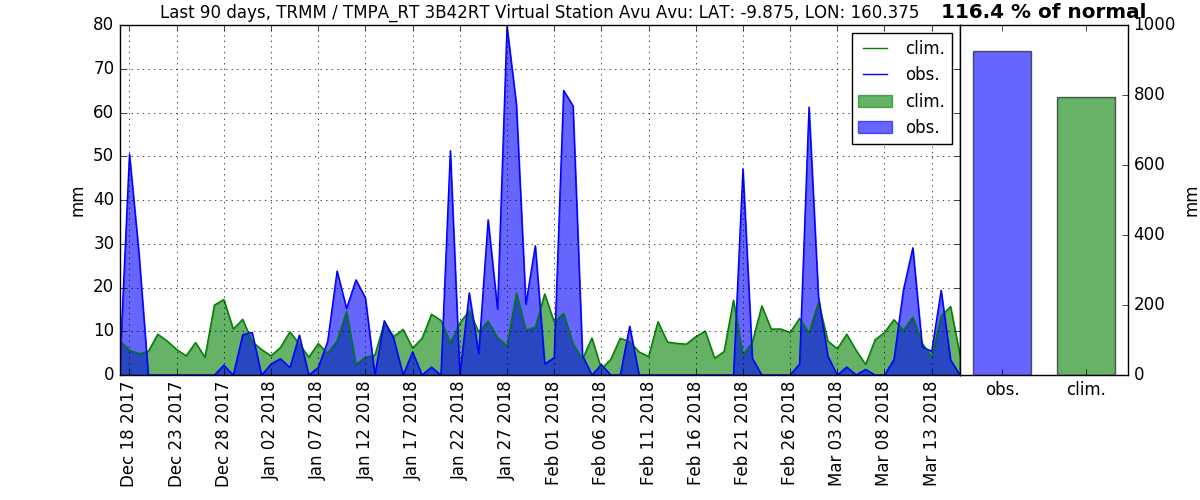 Last 90 days, TRMM / TMPA_RT 3B42RT Virtual Station Avu Avu: LAT: -9.875, LON: 160.375
116.4 % of normal
80
70
60
50
40
30
20
10
0
mm
clim.
obs.
clim.
obs.
1000
800
600
400
200
0
mm
obs.
clim.
Dec 18 2017
Dec 23 2017
Dec 28 2017
Jan 02 2018
Jan 07 2018
Jan 12 2018
Jan 17 2018
Jan 22 2018
Jan 27 2018
Feb 01 2018
Feb 06 2018
Feb 11 2018
Feb 16 2018
Feb 21 2018
Feb 26 2018
Mar 03 2018
Mar 08 2018
Mar 13 2018